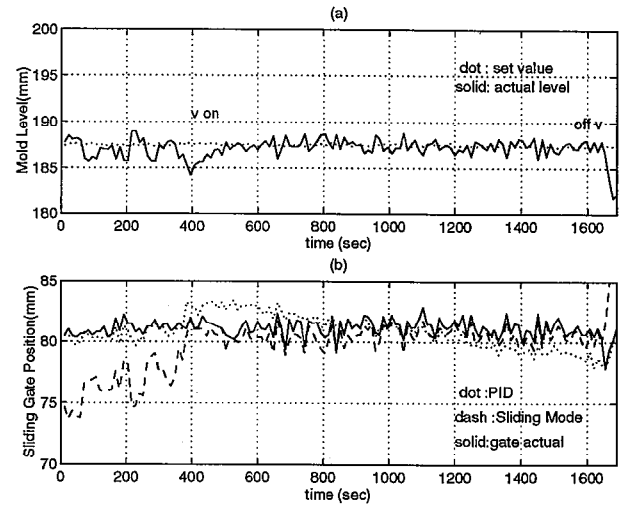 (a)
200
195
190
185
180
Mold Level(mm)
dot : set value
solid: actual level
v on
off v
0 200 400 600 800 1000 1200 1400 1600
time (sec)
(b)
85
80
75
70
Sliding Gate Position(mm)
dot :PID
dash :Sliding Mode
solid:gate actual
0 200 400 600 800 1000 1200 1400 1600
time (sec)